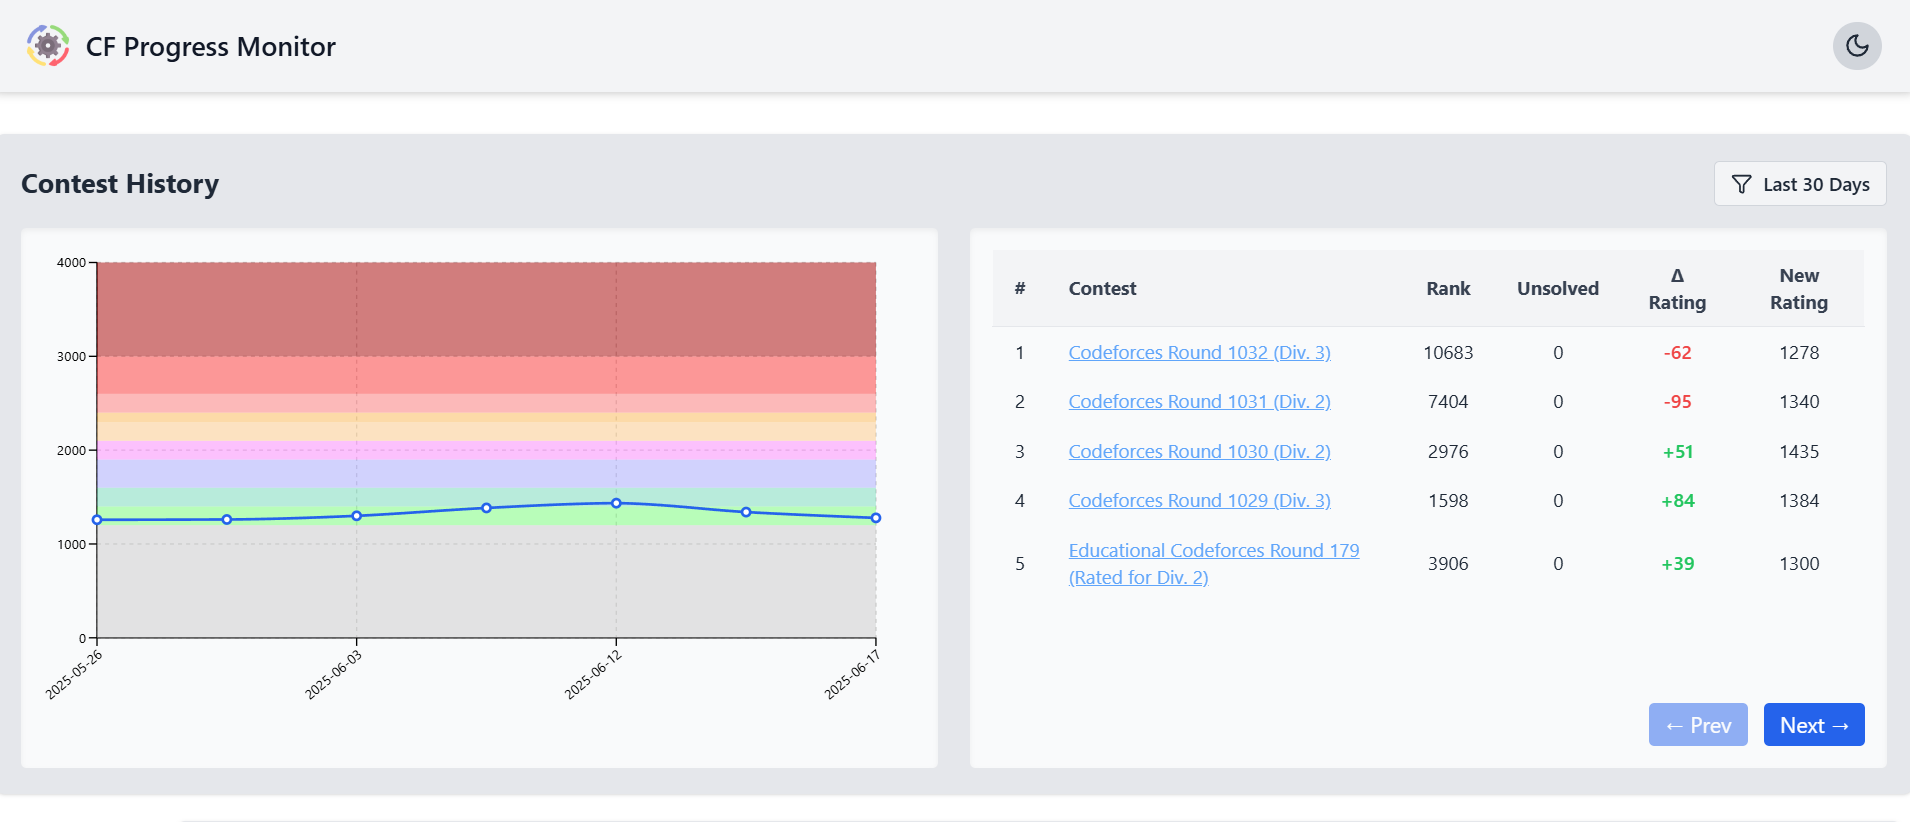 CF Progress Monitor
Contest History
Last 30 Days
4000
3000
2000
1000
0
2025-05-26
2025-06-03
2025-06-12
2025-06-17
# Contest Rank Unsolved Δ Rating New Rating
1 Codeforces Round 1032 (Div. 3) 10683 0 -62 1278
2 Codeforces Round 1031 (Div. 2) 7404 0 -95 1340
3 Codeforces Round 1030 (Div. 2) 2976 0 +51 1435
4 Codeforces Round 1029 (Div. 3) 1598 0 +84 1384
5 Educational Codeforces Round 179 (Rated for Div. 2) 3906 0 +39 1300
← Prev
Next →